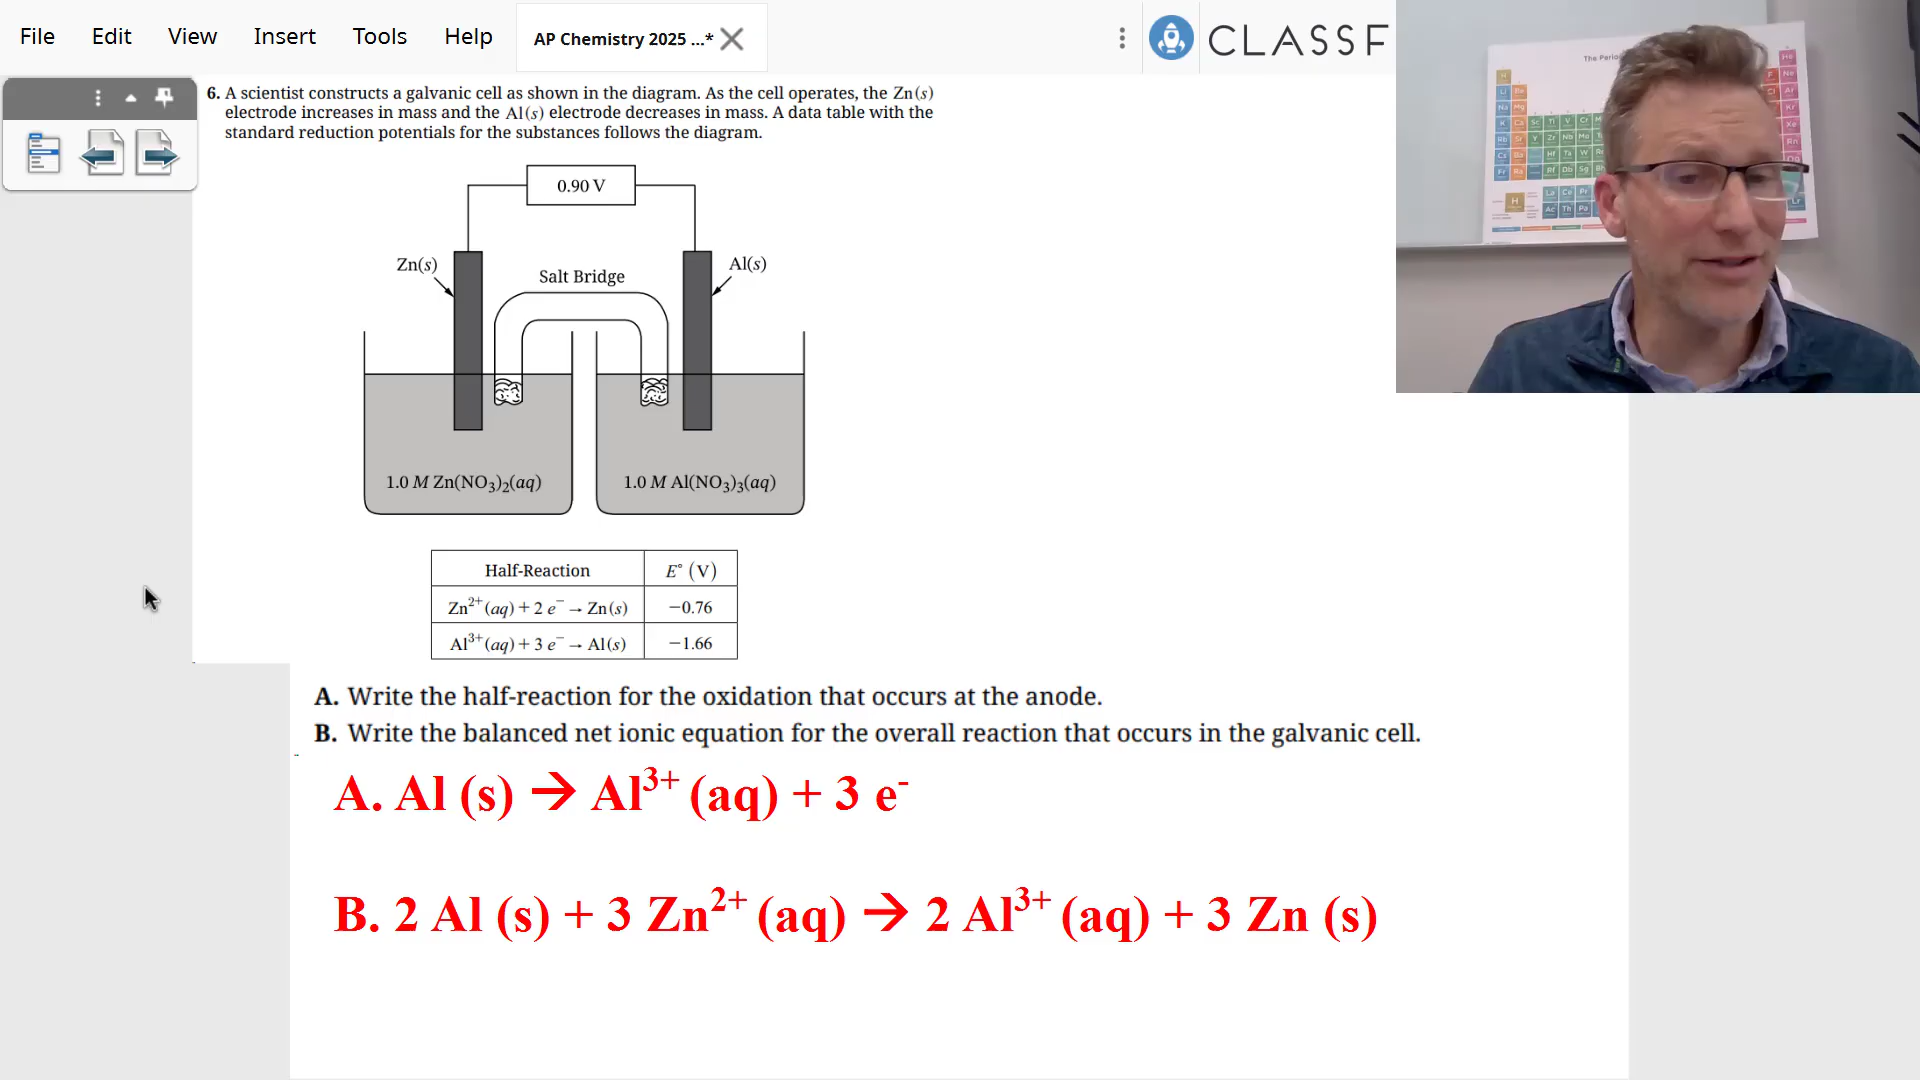 File Edit View Insert Tools Help AP Chemistry 2025 ...* CLASSF
6. A scientist constructs a galvanic cell as shown in the diagram. As the cell operates, the Zn(s)
electrode increases in mass and the Al(s) electrode decreases in mass. A data table with the
standard reduction potentials for the substances follows the diagram.
0.90 V
Zn(s)
Salt Bridge
Al(s)
1.0 M Zn(NO₃)₂(aq)
1.0 M Al(NO₃)₃(aq)
Half-Reaction E° (V)
Zn²⁺(aq) + 2 e⁻ → Zn(s) −0.76
Al³⁺(aq) + 3 e⁻ → Al(s) −1.66
A. Write the half-reaction for the oxidation that occurs at the anode.
B. Write the balanced net ionic equation for the overall reaction that occurs in the galvanic cell.
A. Al (s) → Al³⁺ (aq) + 3 e⁻
B. 2 Al (s) + 3 Zn²⁺ (aq) → 2 Al³⁺ (aq) + 3 Zn (s)